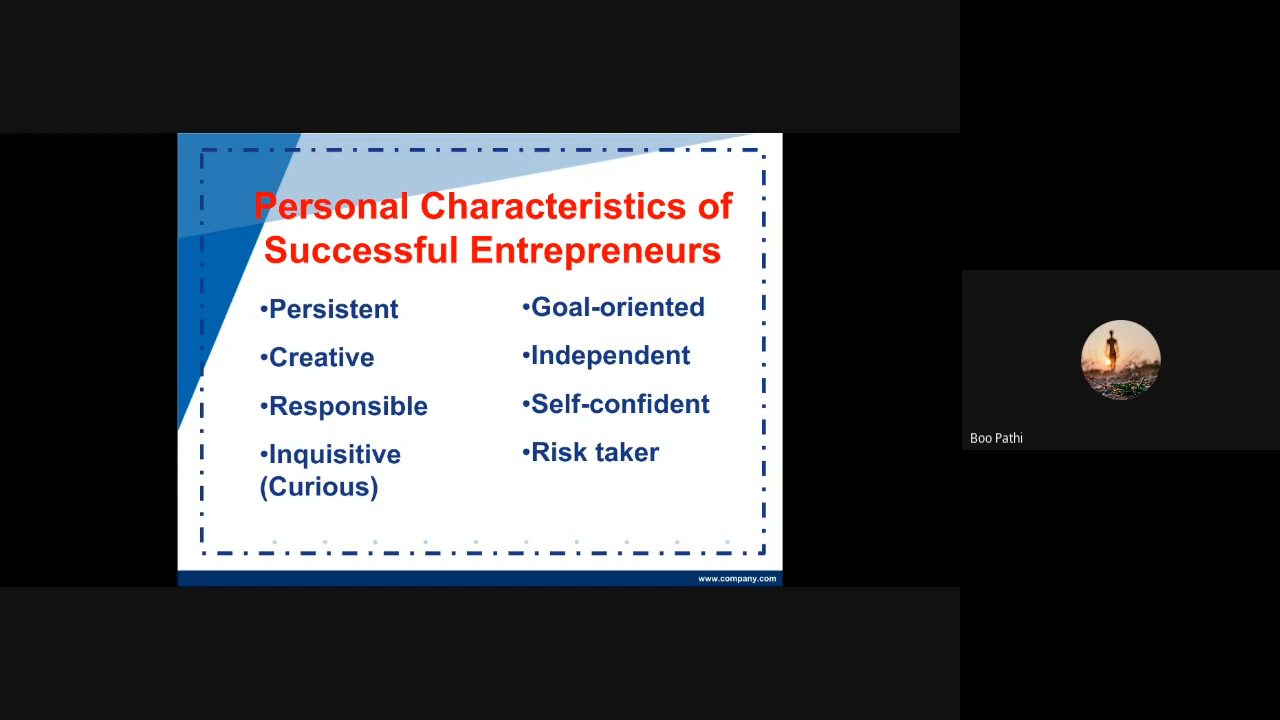 Personal Characteristics of
Successful Entrepreneurs
•Persistent
•Creative
•Responsible
•Inquisitive
(Curious)
•Goal-oriented
•Independent
•Self-confident
•Risk taker
www.company.com
Boo Pathi